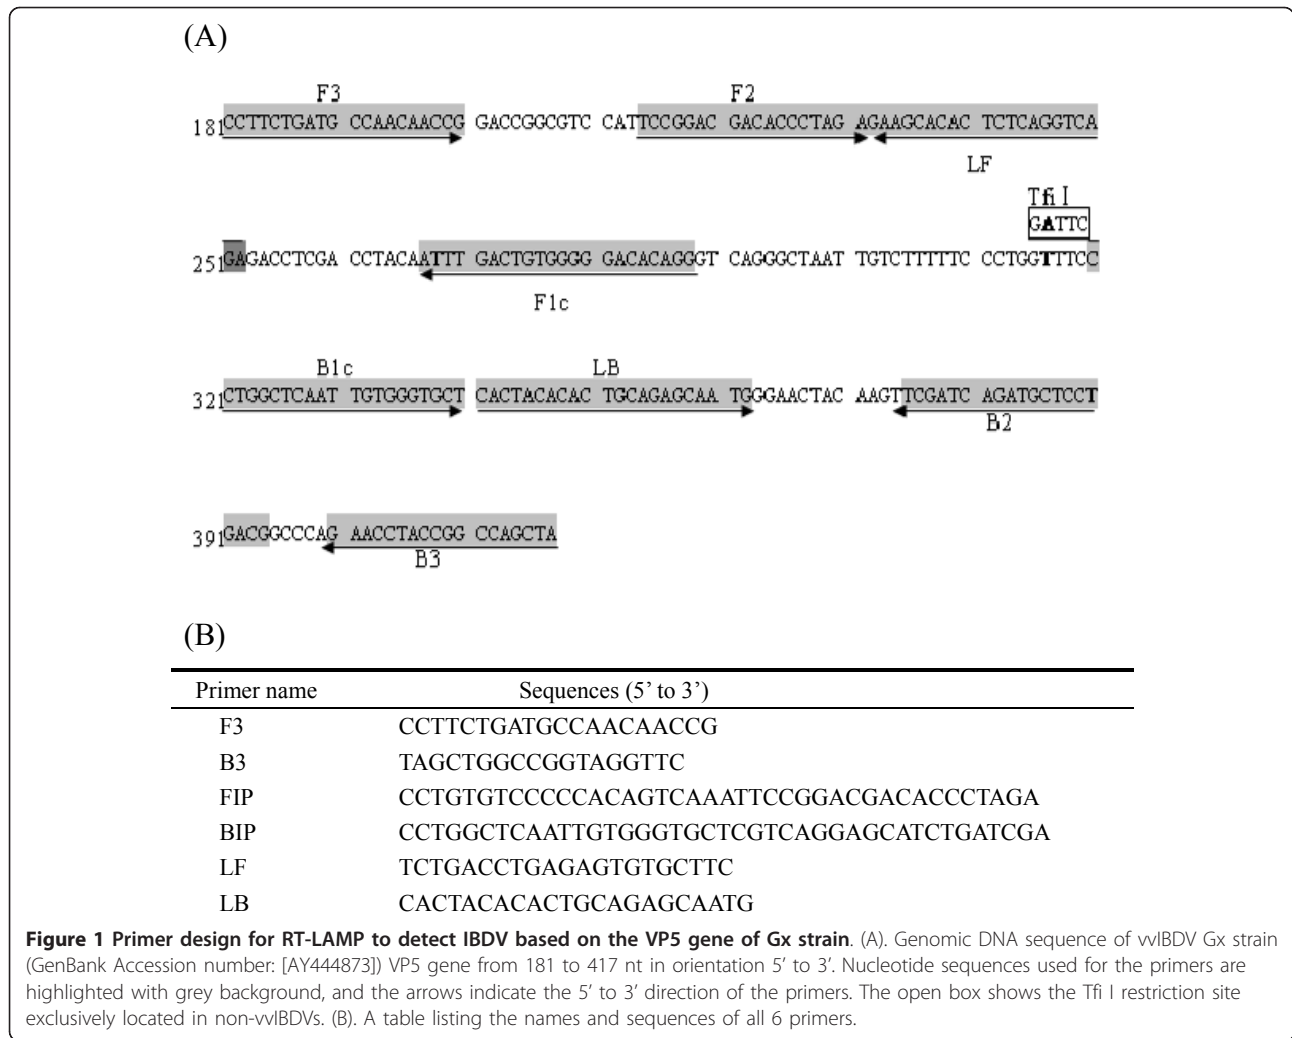 (A)
F3 F2
181 CCTTCTGATG CCAACAACCG GACCGGCGTC CATTCCGGAC GACACCCTAGA AGAAGCACAC TCTCAGGTCA
LF
Tfi I
GATTC
251 GAGACCTCGA CCTACAATTT GACTGTGGGG GACACAGGGT CAGGGCTAAT TGTCTTTTTC CCTGGTTTCC
F1c
B1c LB
321 CTGGCTCAAT TGTGGGTGCT CACTACACAC TGCAGAGCAA TGGGAACTAC AAGTTCGATC AGATGCTCCT
B2
391 GACGGCCCAG AACCTACCGG CCAGCTA
B3
(B)
Primer name Sequences (5’ to 3’)
F3 CCTTCTGATGCCAACAACCG
B3 TAGCTGGCCGGTAGGTTC
FIP CCTGTGTCCCCCACAGTCAAATTCCGGACGACACCCTAGA
BIP CCTGGCTCAATTGTGGGTGCTCGTCAGGAGCATCTGATCGA
LF TCTGACCTGAGAGTGTGCTTC
LB CACTACACACTGCAGAGCAATG
Figure 1 Primer design for RT-LAMP to detect IBDV based on the VP5 gene of Gx strain. (A). Genomic DNA sequence of vvIBDV Gx strain
(GenBank Accession number: [AY444873]) VP5 gene from 181 to 417 nt in orientation 5’ to 3’. Nucleotide sequences used for the primers are
highlighted with grey background, and the arrows indicate the 5’ to 3’ direction of the primers. The open box shows the Tfi I restriction site
exclusively located in non-vvIBDVs. (B). A table listing the names and sequences of all 6 primers.